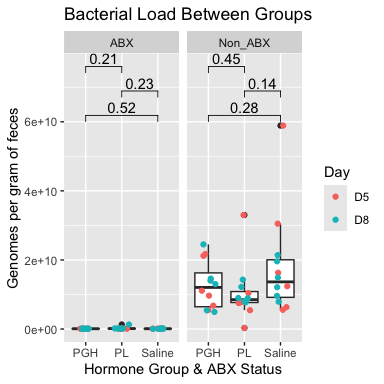 Bacterial Load Between Groups
ABX
Non_ABX
0.21
0.23
0.52
0.45
0.14
0.28
Genomes per gram of feces
6e+10
4e+10
2e+10
0e+00
PGH PL Saline
PGH PL Saline
Hormone Group & ABX Status
Day
D5
D8